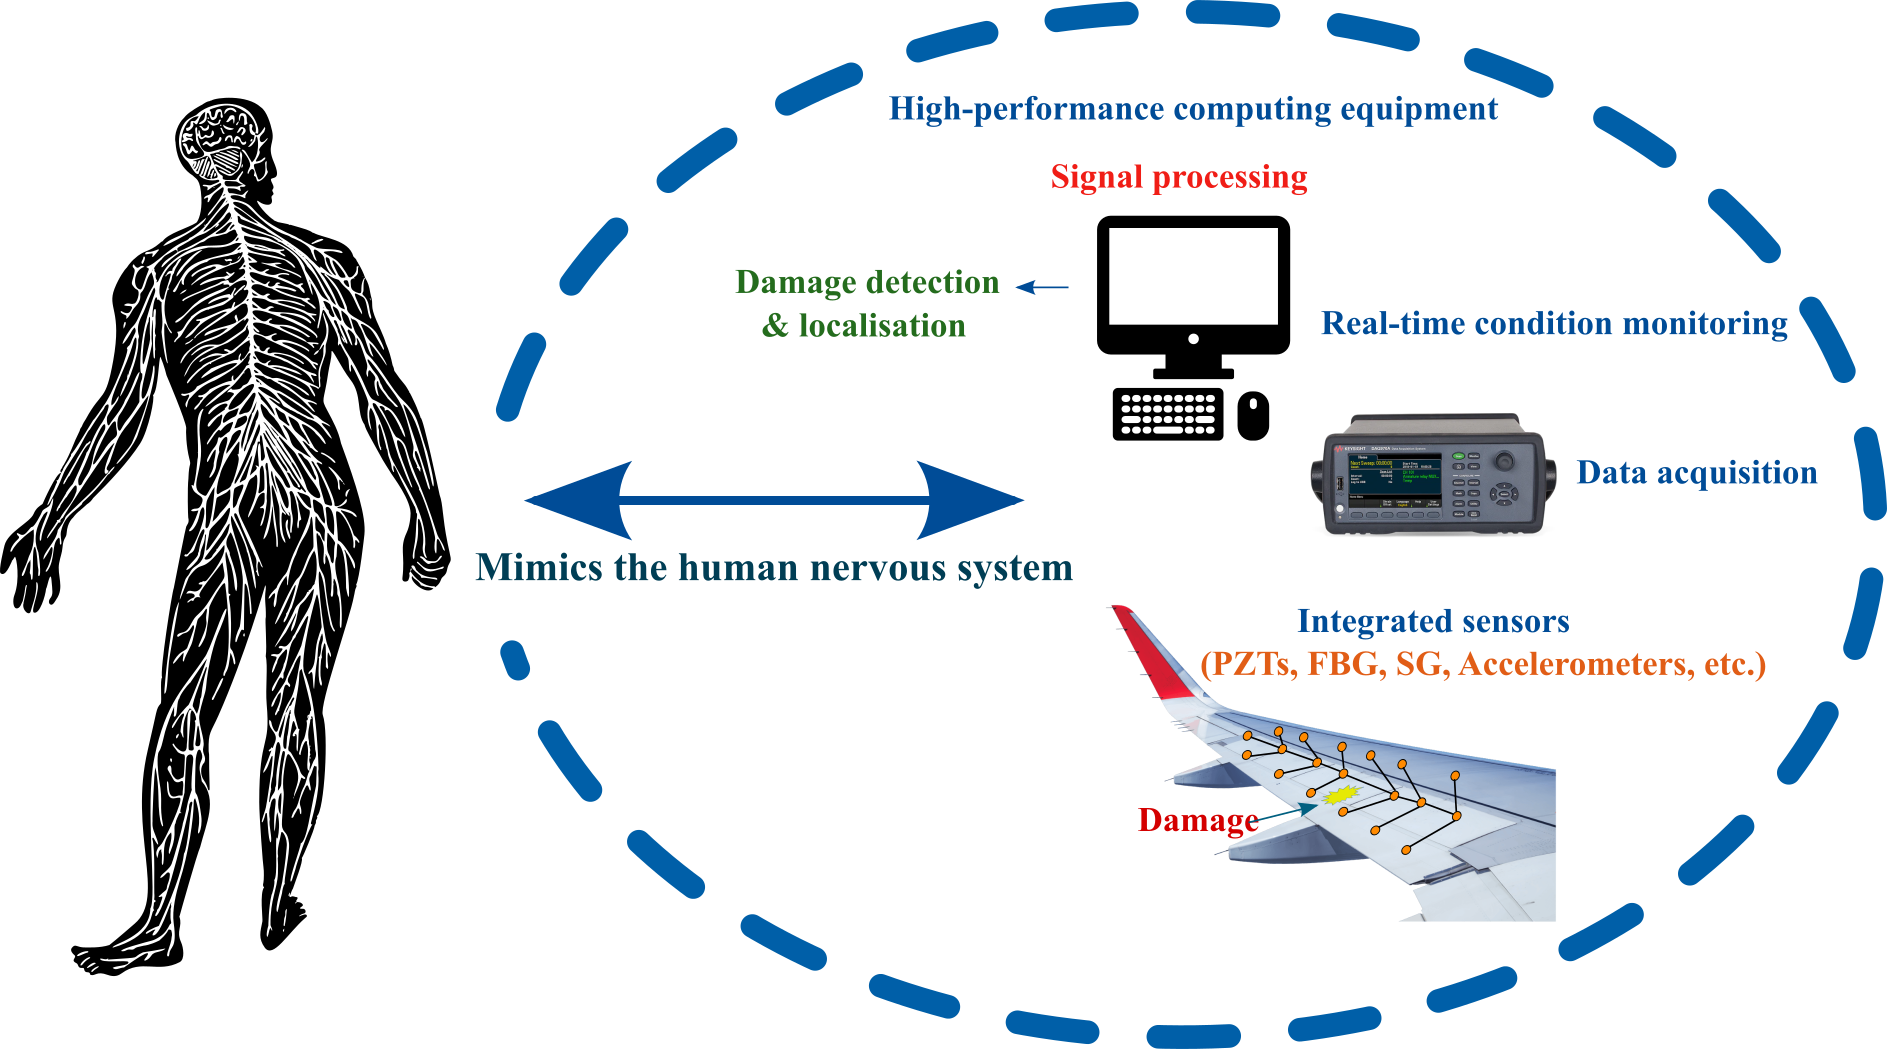 High-performance computing equipment
Signal processing
Damage detection
& localisation
Real-time condition monitoring
KEYSIGHT
Data acquisition
Mimics the human nervous system
Integrated sensors
(PZTs, FBG, SG, Accelerometers, etc.)
Damage